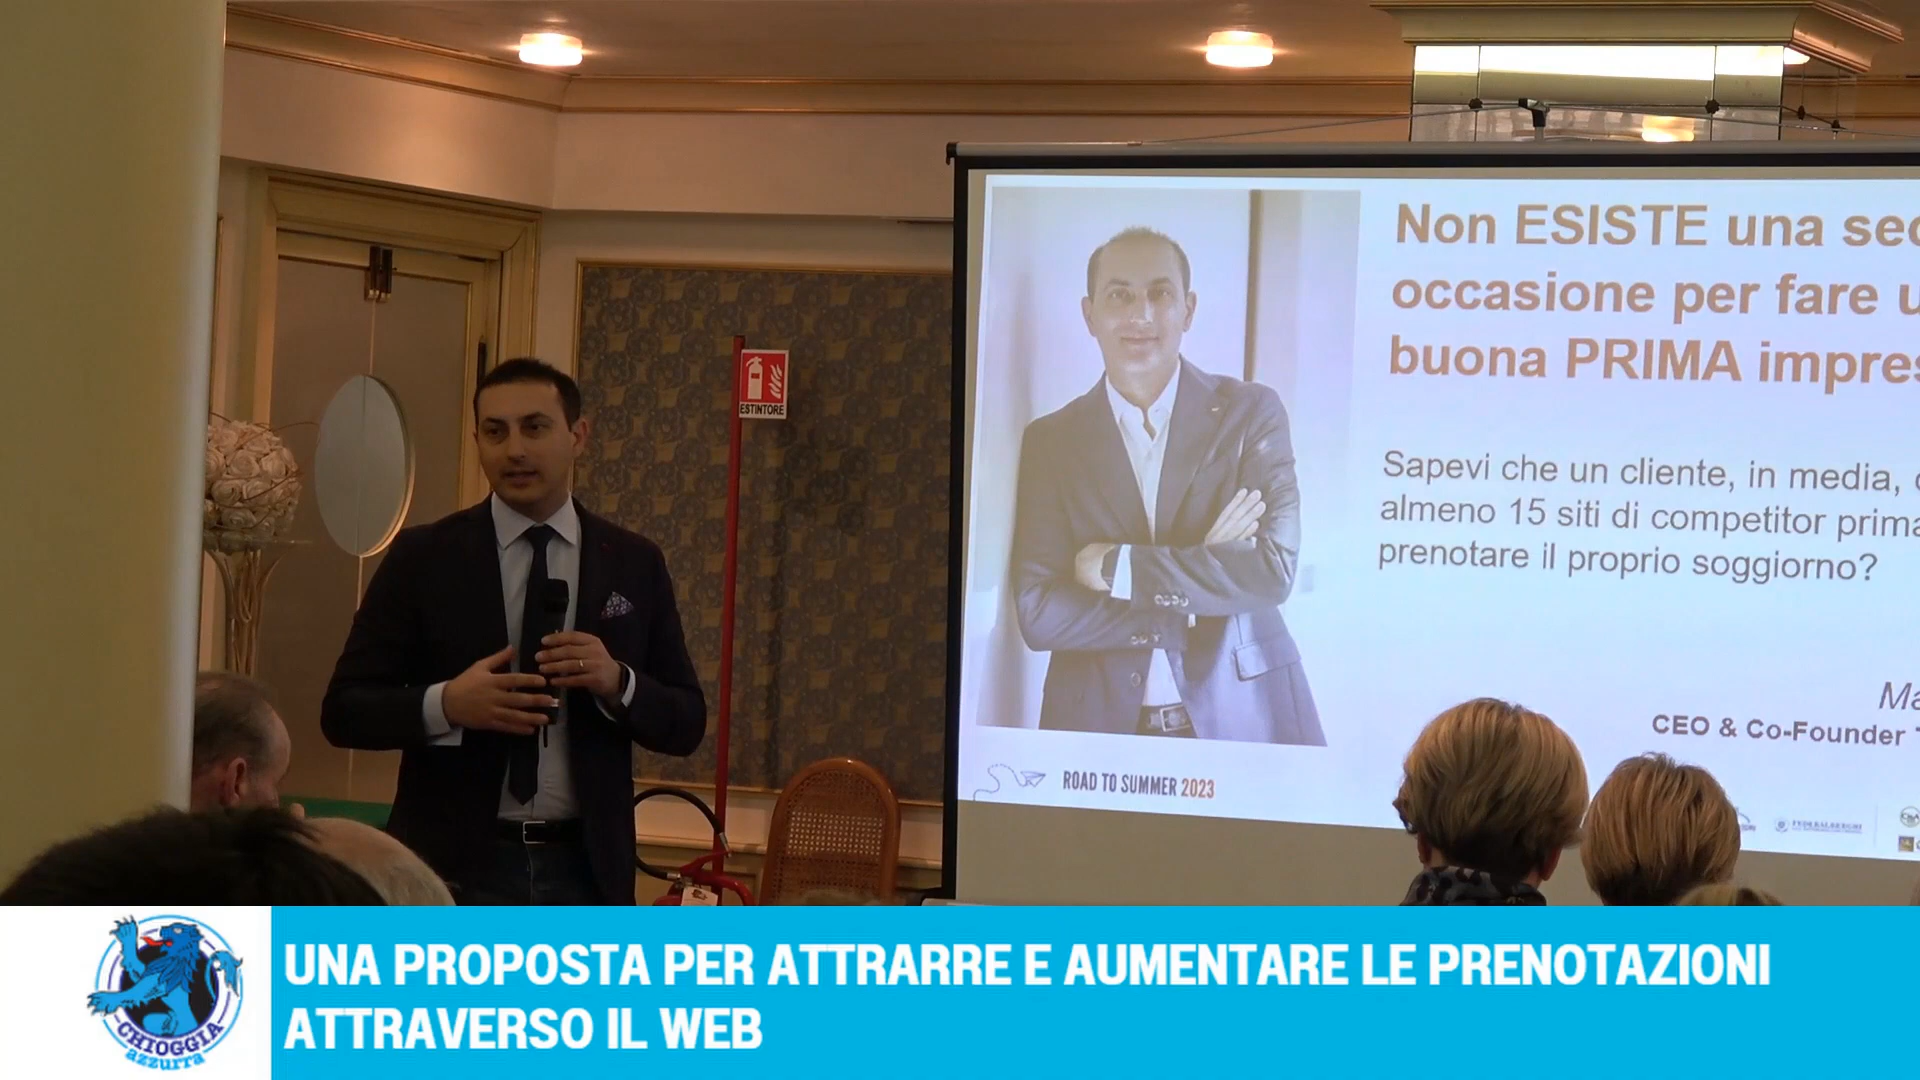 Non ESISTE una sec
occasione per fare u
buona PRIMA impres
Sapevi che un cliente, in media,
almeno 15 siti di competitor prima
prenotare il proprio soggiorno?
Ma
CEO & Co-Founder
ROAD TO SUMMER 2023
FEDERALBERGHI
ESTINTORE
CHIOGGIA
azzurra
UNA PROPOSTA PER ATTRARRE E AUMENTARE LE PRENOTAZIONI
ATTRAVERSO IL WEB